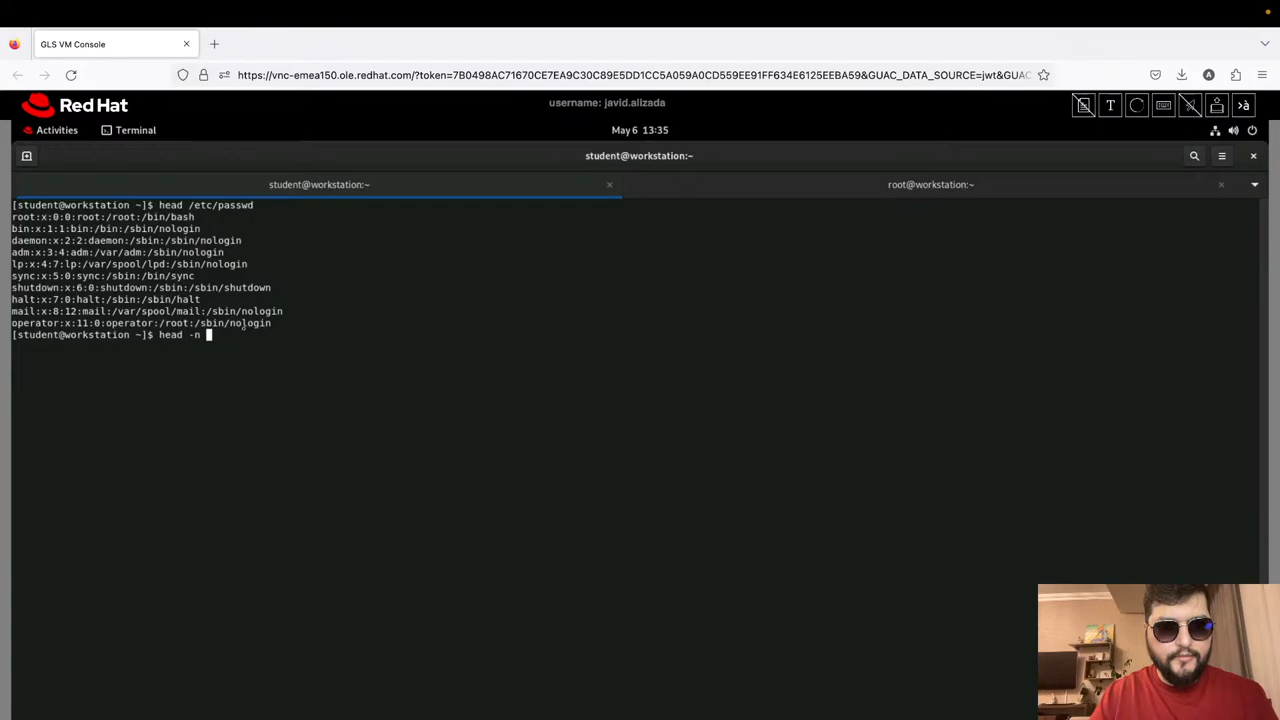 GLS VM Console
https://vnc-emea150.ole.redhat.com/?token=7B0498AC71670CE7EA9C30C89E5DD1CC5A059A0CD559EE91FF634E6125EEBA59&GUAC_DATA_SOURCE=jwt&GUAC
Red Hat
username: javid.alizada
Activities
Terminal
May 6 13:35
student@workstation:~
student@workstation:~
root@workstation:~
[student@workstation ~]$ head /etc/passwd
root:x:0:0:root:/root:/bin/bash
bin:x:1:1:bin:/bin:/sbin/nologin
daemon:x:2:2:daemon:/sbin:/sbin/nologin
adm:x:3:4:adm:/var/adm:/sbin/nologin
lp:x:4:7:lp:/var/spool/lpd:/sbin/nologin
sync:x:5:0:sync:/sbin:/bin/sync
shutdown:x:6:0:shutdown:/sbin:/sbin/shutdown
halt:x:7:0:halt:/sbin:/sbin/halt
mail:x:8:12:mail:/var/spool/mail:/sbin/nologin
operator:x:11:0:operator:/root:/sbin/nologin
[student@workstation ~]$ head -n